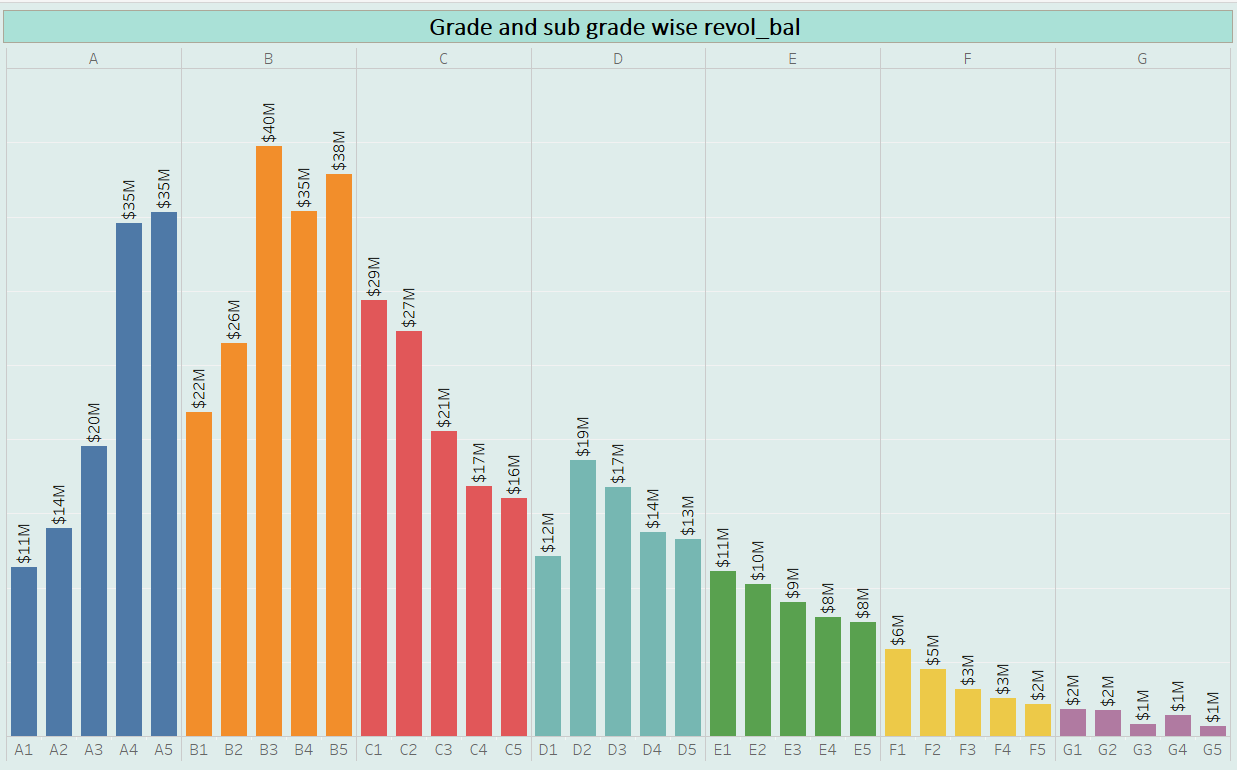 Grade and sub grade wise revol_bal
A B C D E F G
$11M $14M $20M $35M $35M $22M $26M $40M $35M $38M $29M $27M $21M $17M $16M $12M $19M $17M $14M $13M $11M $10M $9M $8M $8M $6M $5M $3M $3M $2M $2M $2M $1M $1M $1M
A1 A2 A3 A4 A5 B1 B2 B3 B4 B5 C1 C2 C3 C4 C5 D1 D2 D3 D4 D5 E1 E2 E3 E4 E5 F1 F2 F3 F4 F5 G1 G2 G3 G4 G5